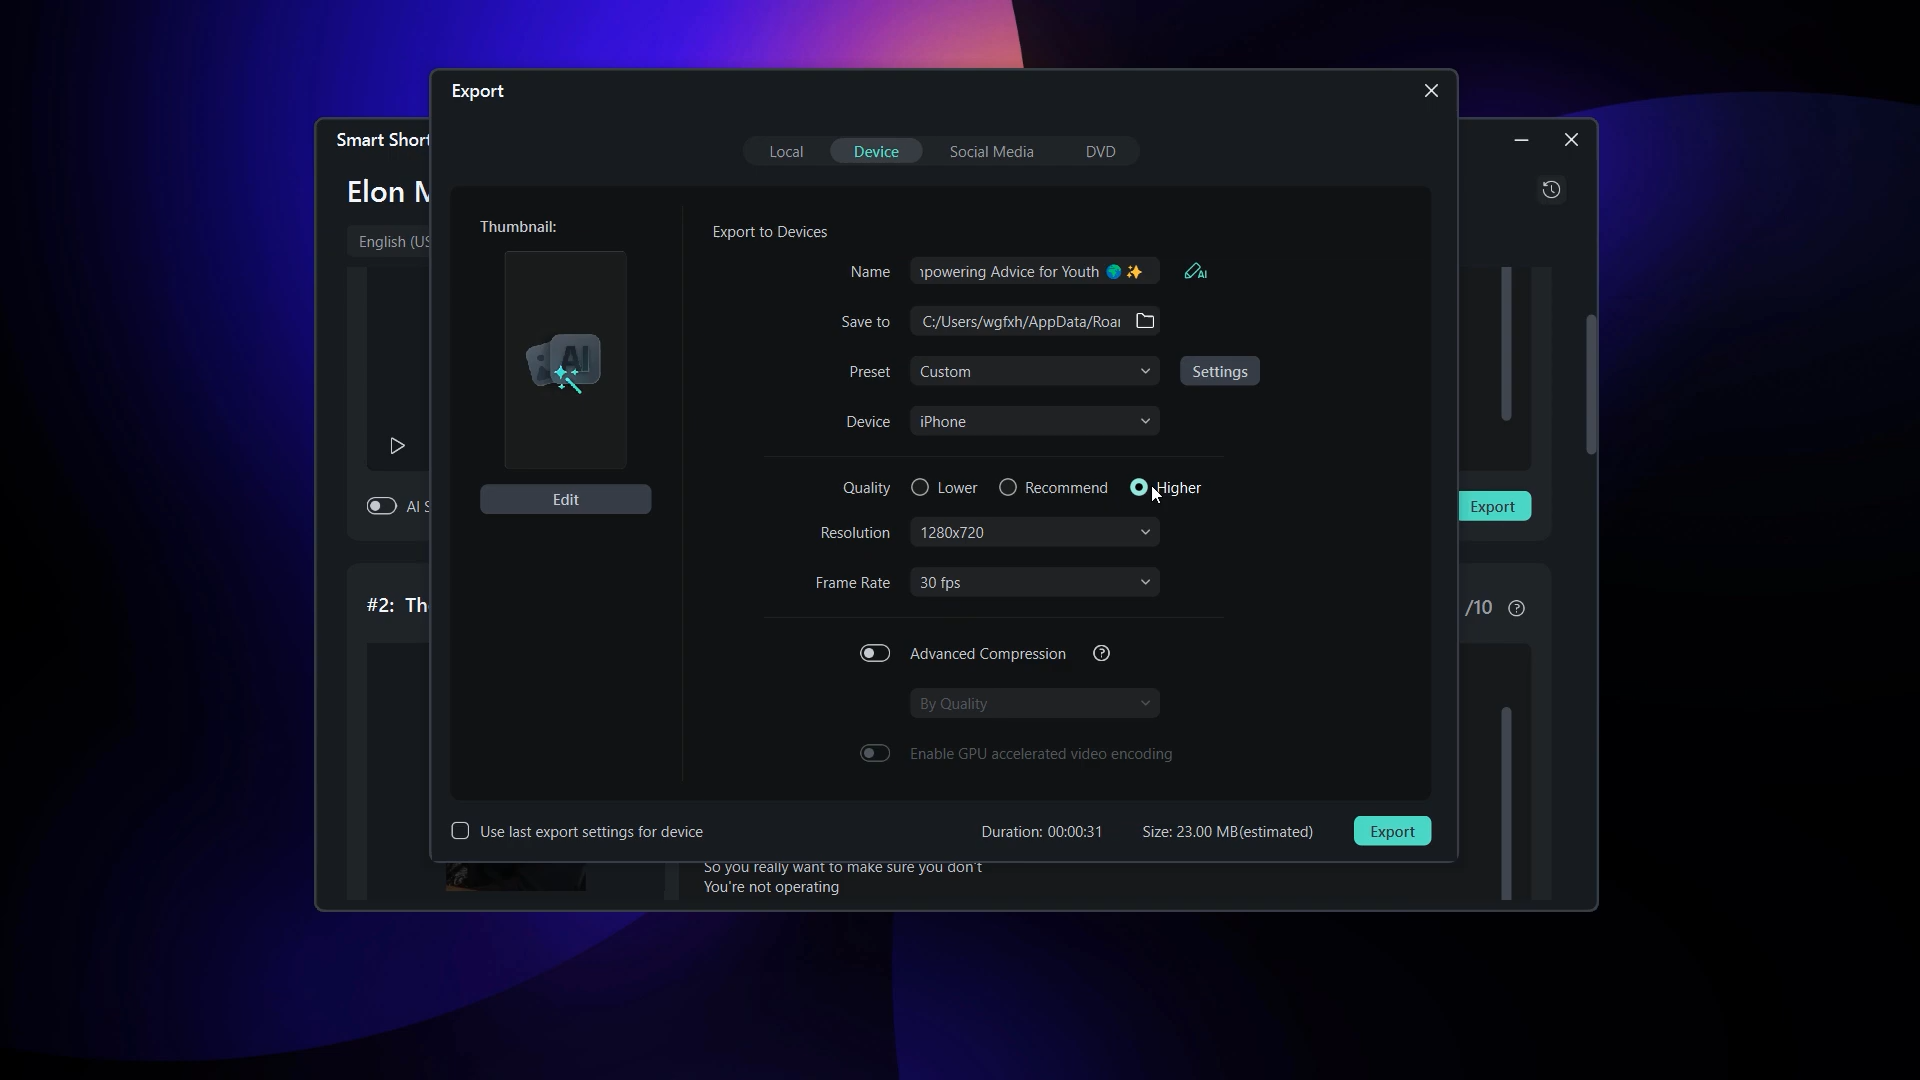 Export
Local
Device
Social Media
DVD
Smart Short
Elon M
English (US
AI S
#2: Th
Thumbnail:
AI
Edit
Export to Devices
Name
powering Advice for Youth 🌍 ✨
AI
Save to
C:/Users/wgfxh/AppData/Roar
Preset
Custom
Settings
Device
iPhone
Quality
Lower
Recommend
Higher
Resolution
1280x720
Frame Rate
30 fps
Advanced Compression
?
By Quality
Enable GPU accelerated video encoding
Export
/10
?
Use last export settings for device
Duration: 00:00:31
Size: 23.00 MB(estimated)
Export
So you really want to make sure you don't
You're not operating